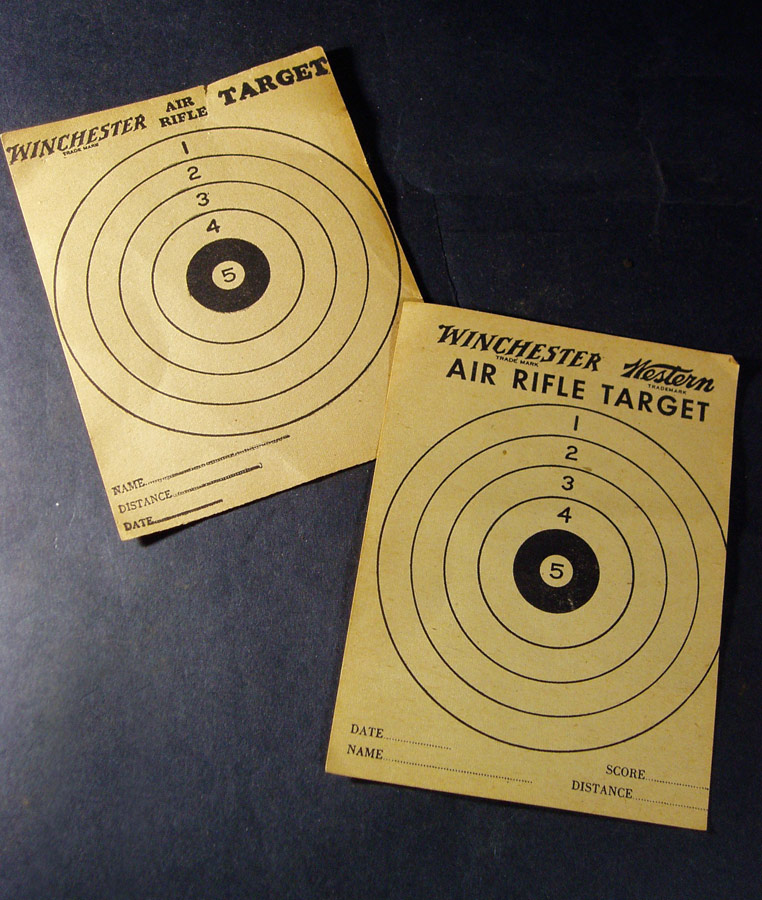 WINCHESTER AIR RIFLE TARGET
TRADE MARK
1
2
3
4
5
NAME
DISTANCE
DATE
WINCHESTER Western
TRADE MARK TRADEMARK
AIR RIFLE TARGET
1
2
3
4
5
DATE
NAME
SCORE
DISTANCE